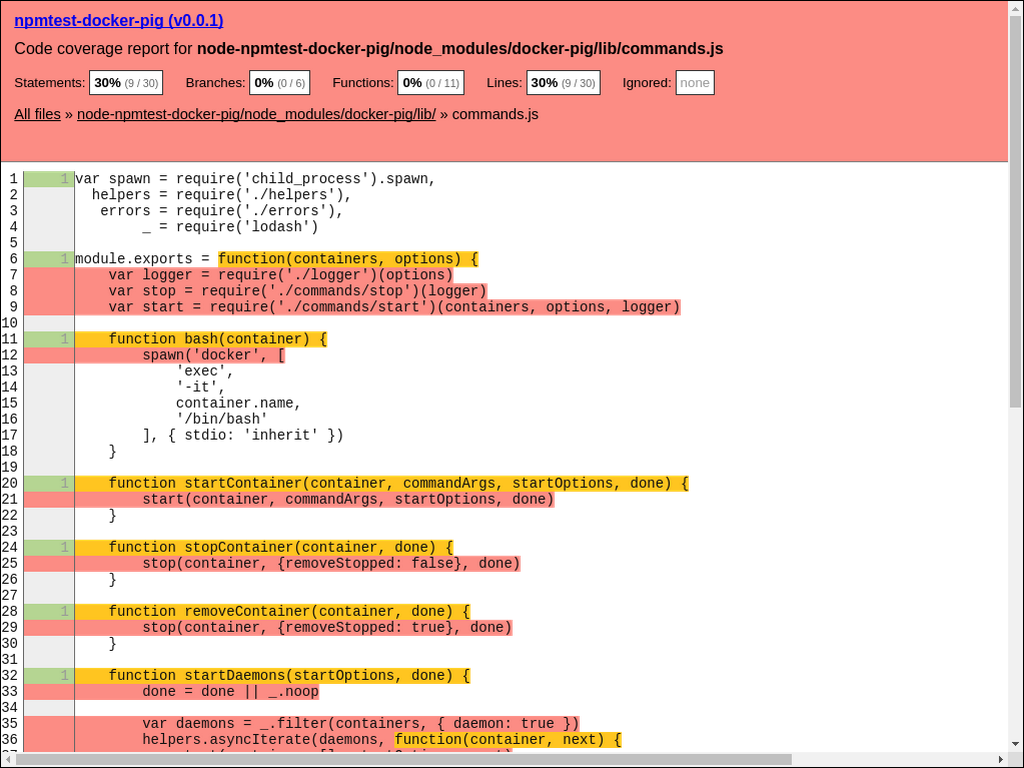 npmtest-docker-pig (v0.0.1)
Code coverage report for node-npmtest-docker-pig/node_modules/docker-pig/lib/commands.js
Statements: 30% (9 / 30) Branches: 0% (0 / 6) Functions: 0% (0 / 11) Lines: 30% (9 / 30) Ignored: none
All files » node-npmtest-docker-pig/node_modules/docker-pig/lib/ » commands.js
1 1 var spawn = require('child_process').spawn,
2 helpers = require('./helpers'),
3 errors = require('./errors'),
4 _ = require('lodash')
5
6 1 module.exports = function(containers, options) {
7 var logger = require('./logger')(options)
8 var stop = require('./commands/stop')(logger)
9 var start = require('./commands/start')(containers, options, logger)
10
11 1 function bash(container) {
12 spawn('docker', [
13 'exec',
14 '-it',
15 container.name,
16 '/bin/bash'
17 ], { stdio: 'inherit' })
18 }
19
20 1 function startContainer(container, commandArgs, startOptions, done) {
21 start(container, commandArgs, startOptions, done)
22 }
23
24 1 function stopContainer(container, done) {
25 stop(container, {removeStopped: false}, done)
26 }
27
28 1 function removeContainer(container, done) {
29 stop(container, {removeStopped: true}, done)
30 }
31
32 1 function startDaemons(startOptions, done) {
33 done = done || _.noop
34
35 var daemons = _.filter(containers, { daemon: true })
36 helpers.asyncIterate(daemons, function(container, next) {